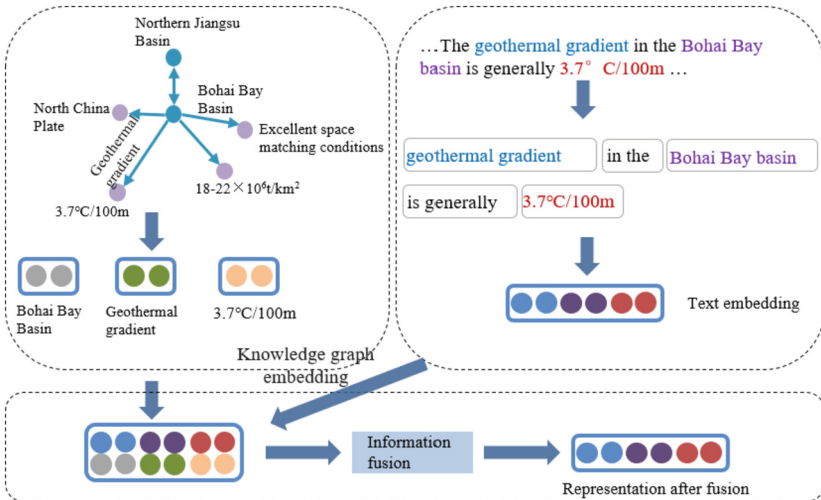 Northern Jiangsu
Basin
North China
Plate
Bohai Bay
Basin
Geothermal
gradient
Excellent space
matching conditions
18-22×10⁶t/km²
3.7℃/100m
Bohai Bay
Basin
Geothermal
gradient
3.7℃/100m
Knowledge graph
embedding
…The geothermal gradient in the Bohai Bay
basin is generally 3.7° C/100m …
geothermal gradient in the Bohai Bay basin
is generally 3.7℃/100m
Text embedding
Information
fusion
Representation after fusion